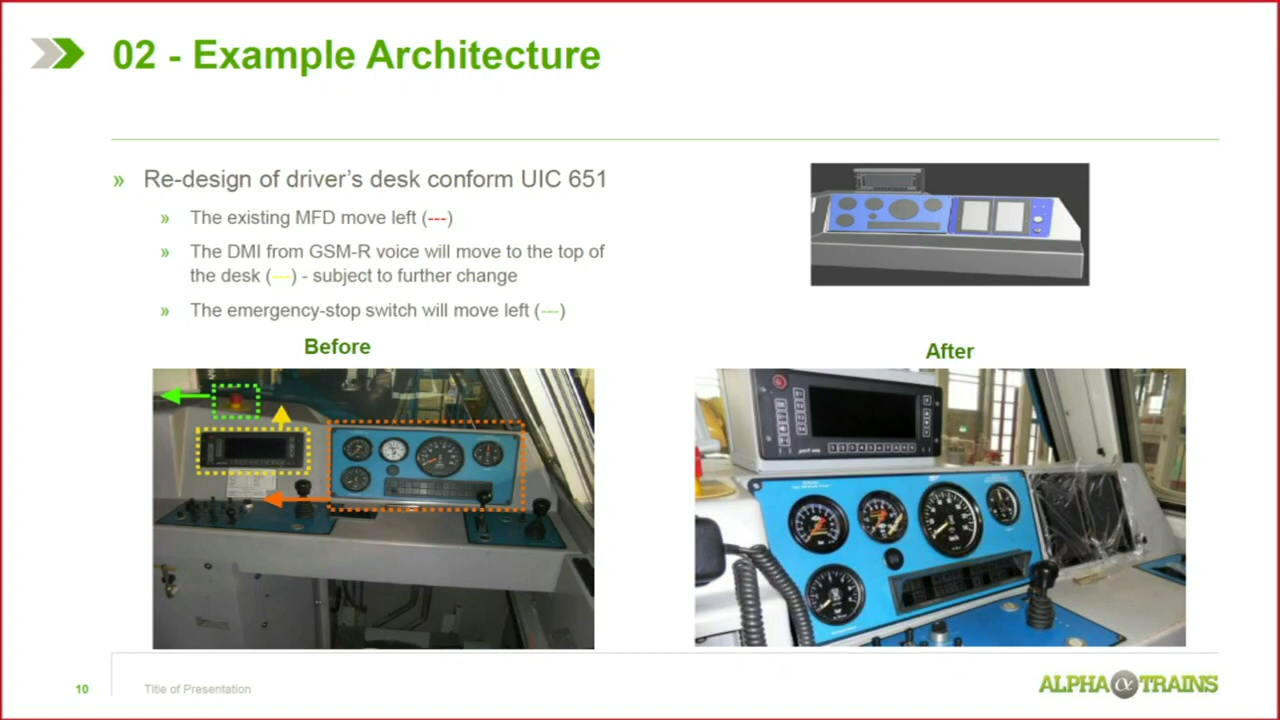 02 - Example Architecture
» Re-design of driver's desk conform UIC 651
» The existing MFD move left (---)
» The DMI from GSM-R voice will move to the top of
the desk (---) - subject to further change
» The emergency-stop switch will move left (---)
Before
After
10
Title of Presentation
ALPHA α TRAINS